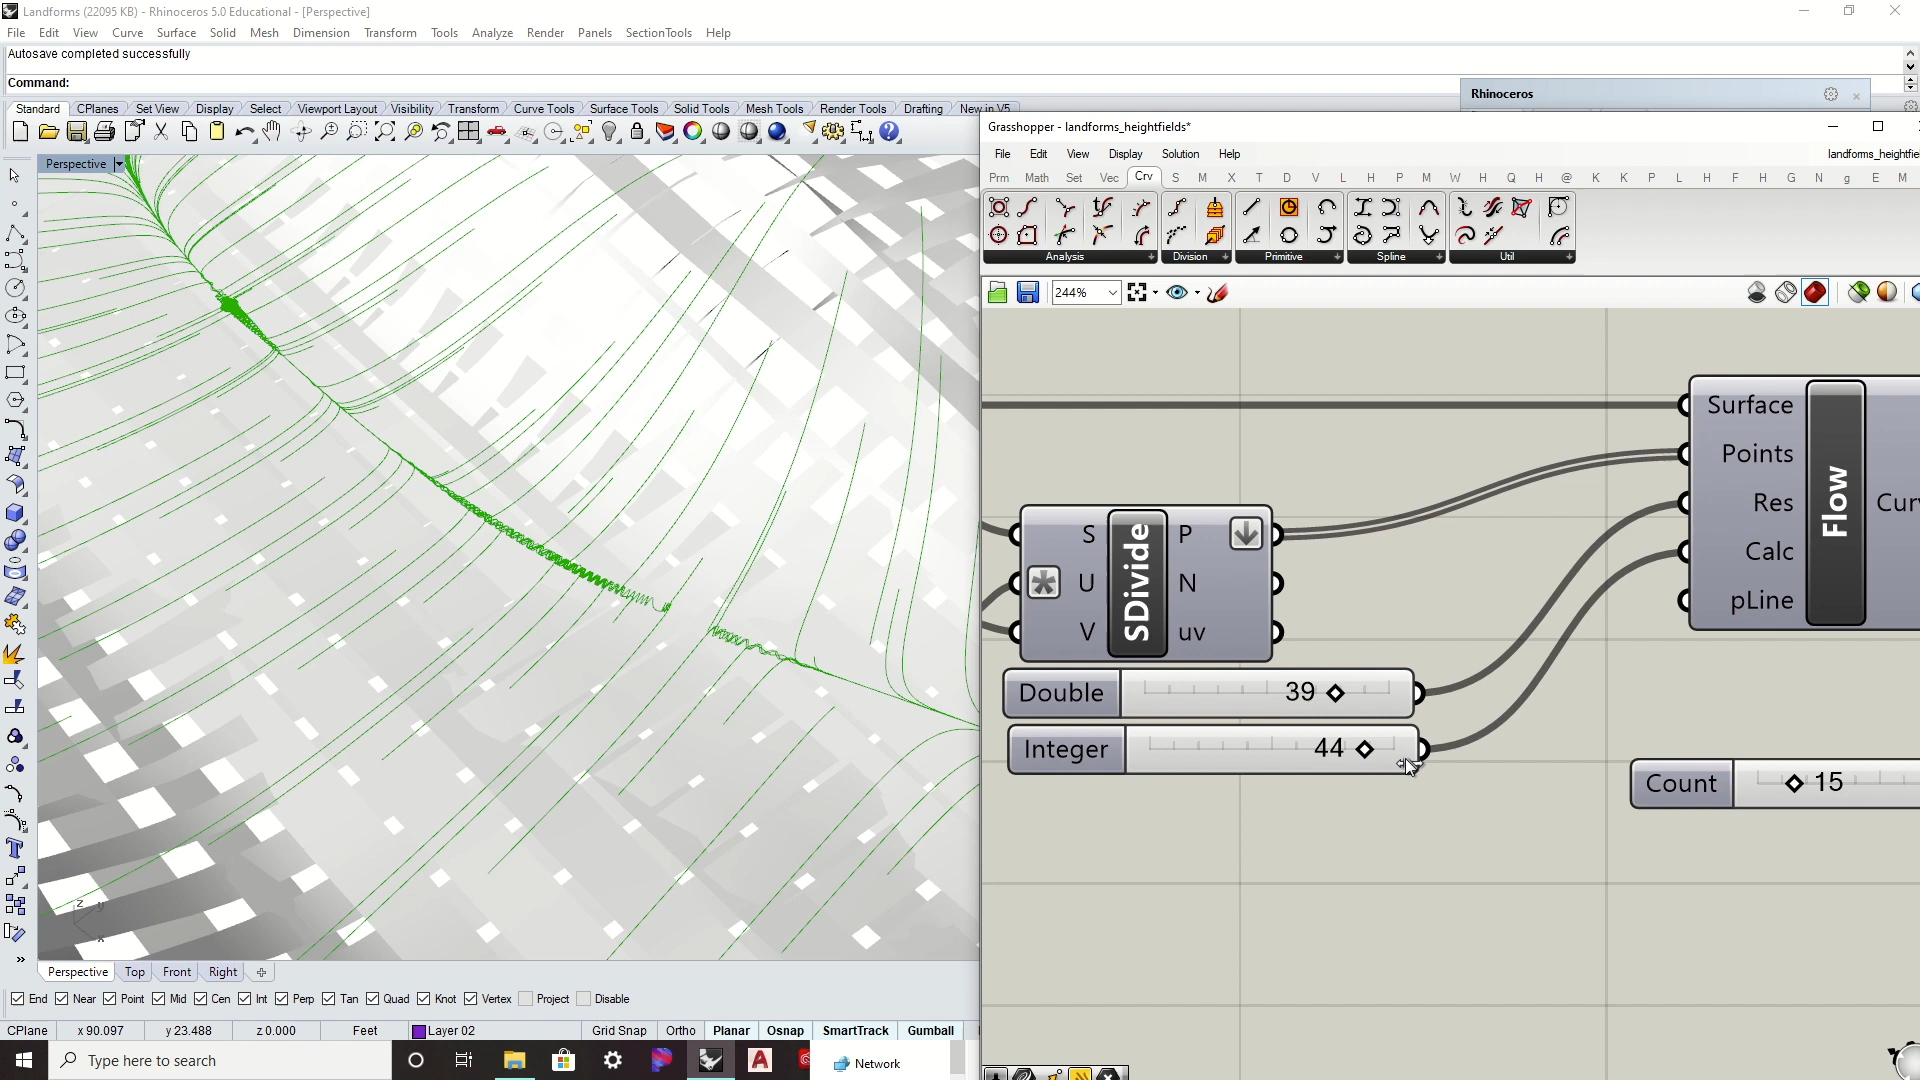 Landforms (22095 KB) - Rhinoceros 5.0 Educational - [Perspective]
File Edit View Curve Surface Solid Mesh Dimension Transform Tools Analyze Render Panels SectionTools Help
Autosave completed successfully
Command:
Standard CPlanes Set View Display Select Viewport Layout Visibility Transform Curve Tools Surface Tools Solid Tools Mesh Tools Render Tools Drafting New in V5
Perspective
z
y
x
Perspective Top Front Right
End Near Point Mid Cen Int Perp Tan Quad Knot Vertex Project Disable
CPlane x 90.097 y 23.488 z 0.000 Feet Layer 02 Grid Snap Ortho Planar Osnap SmartTrack Gumball
Type here to search
Network
Rhinoceros
Grasshopper - landforms_heightfields*
File Edit View Display Solution Help
landforms_heightfie
Prm Math Set Vec Crv S M X T D V L H P M W H Q H @ K K P L H F H G N g E M
Analysis Division Primitive Spline Util
244%
Surface
Points
Res
Calc
pLine
Flow
Curv
S
U
V
SDivide
P
N
uv
Double 39
Integer 44
Count 15